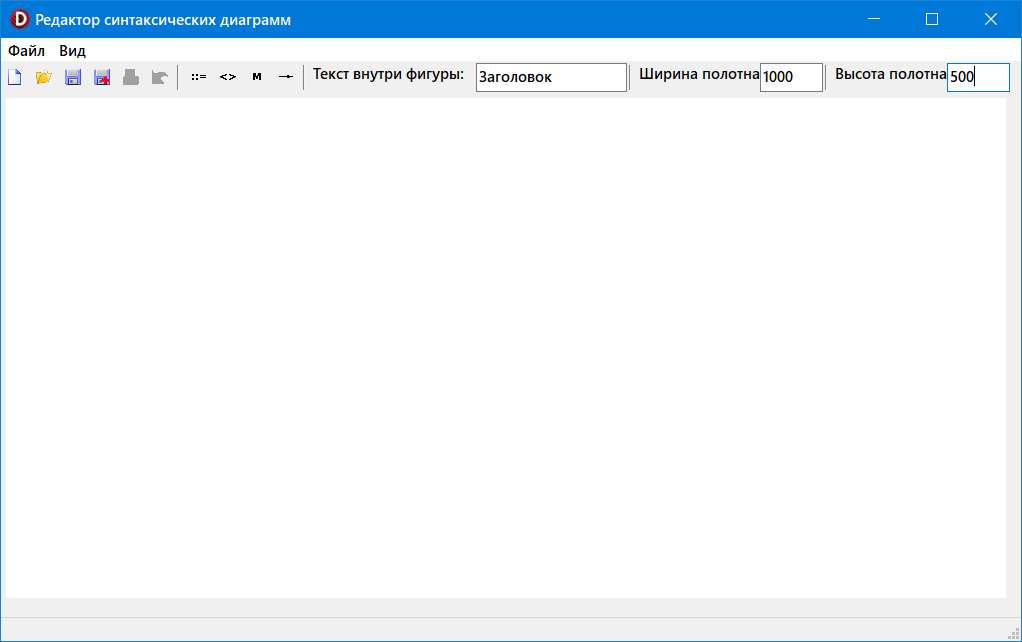 Редактор синтаксических диаграмм
Файл Вид
::= <> М Текст внутри фигуры: Заголовок Ширина полотна 1000 Высота полотна 500